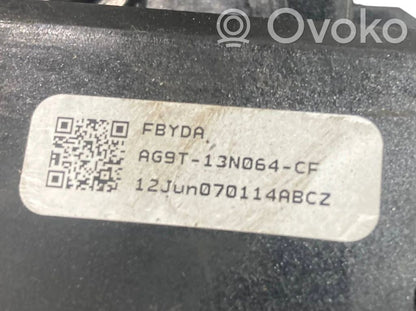 Ovoko
FBYDA
AG9T-13N064-CF
12Jun070114ABCZ